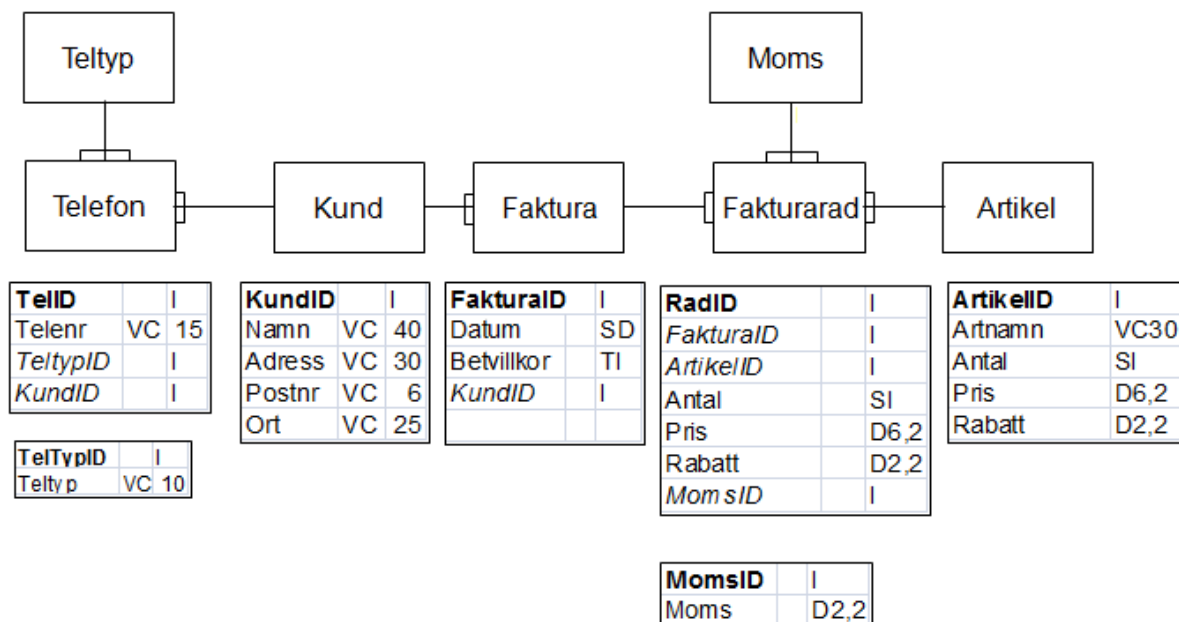 Teltyp
Moms
Telefon
Kund
Faktura
Fakturarad
Artikel
TelID I
Telenr VC 15
TeltypID I
KundID I
TelTypID I
Teltyp VC 10
KundID I
Namn VC 40
Adress VC 30
Postnr VC 6
Ort VC 25
FakturaID I
Datum SD
Betvillkor TI
KundID I
RadID I
FakturaID I
ArtikelID I
Antal SI
Pris D6,2
Rabatt D2,2
MomsID I
MomsID I
Moms D2,2
ArtikelID I
Artnamn VC30
Antal SI
Pris D6,2
Rabatt D2,2